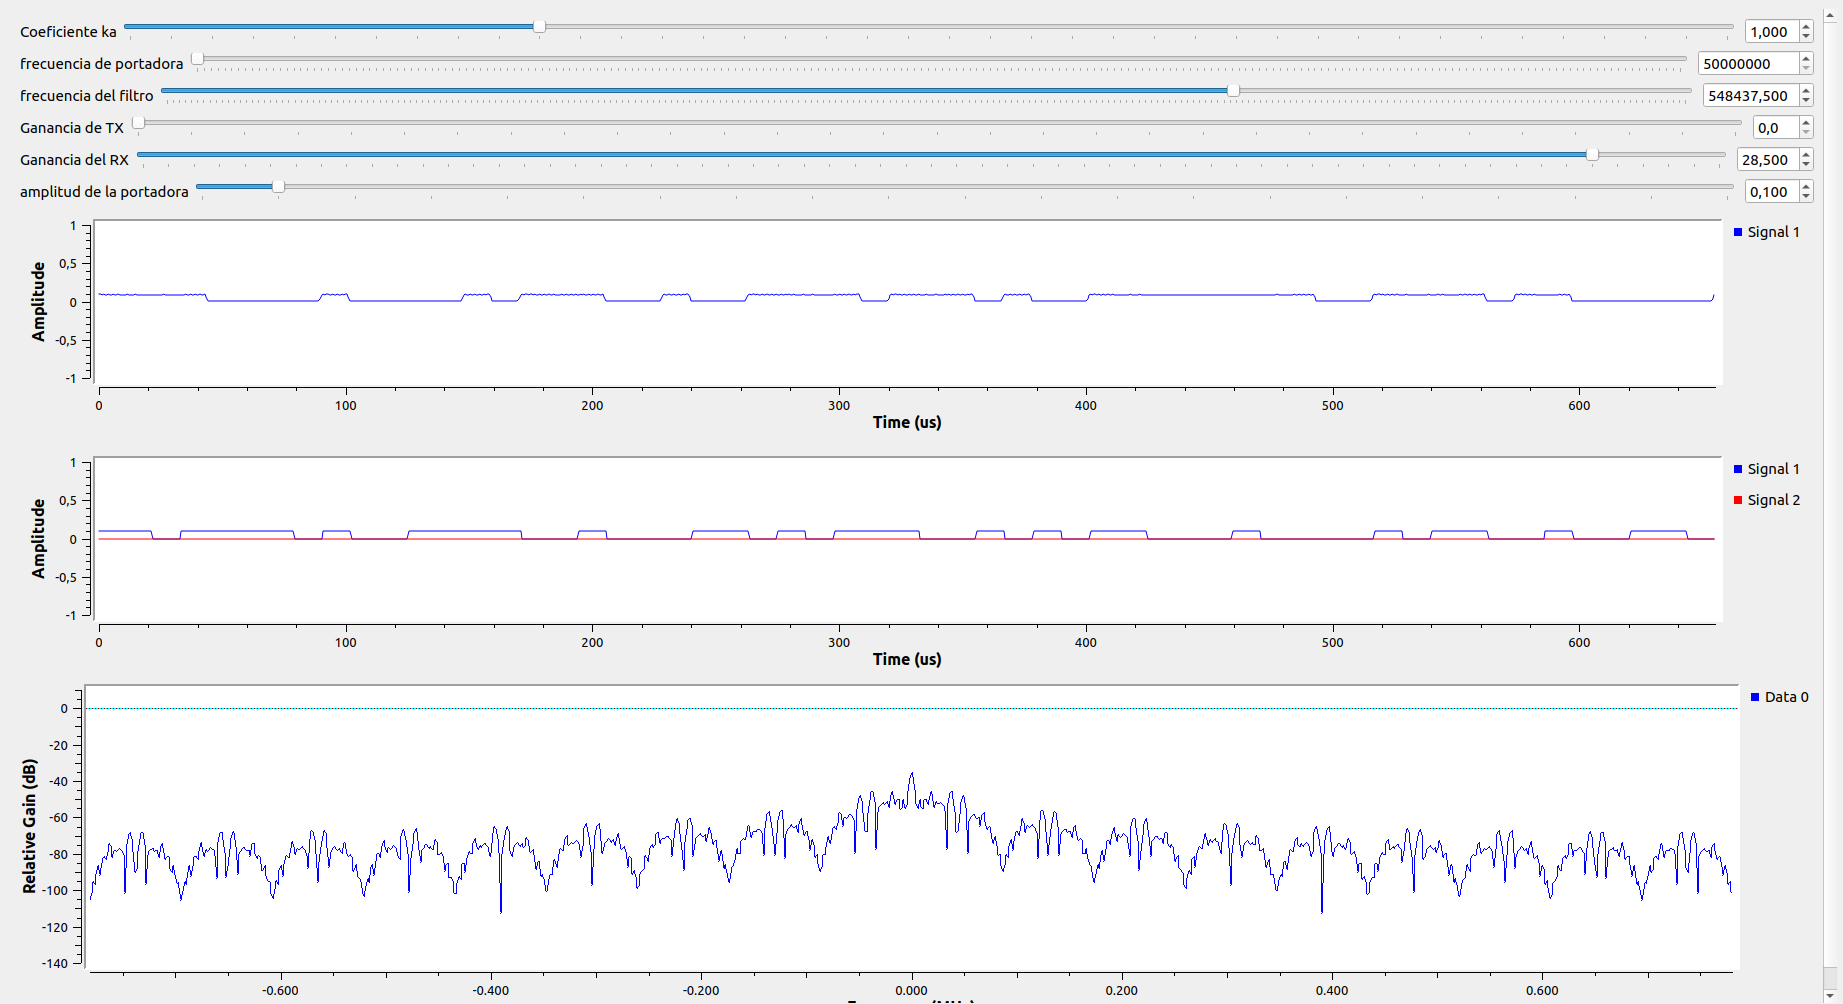 Coeficiente ka 1,000
frecuencia de portadora 50000000
frecuencia del filtro 548437,500
Ganancia de TX 0,0
Ganancia del RX 28,500
amplitud de la portadora 0,100
1
0,5
0
-0,5
-1
Amplitude
Signal 1
0 100 200 300 400 500 600
Time (us)
1
0,5
0
-0,5
-1
Amplitude
Signal 1
Signal 2
0 100 200 300 400 500 600
Time (us)
0
-20
-40
-60
-80
-100
-120
-140
Relative Gain (dB)
Data 0
-0.600 -0.400 -0.200 0.000 0.200 0.400 0.600